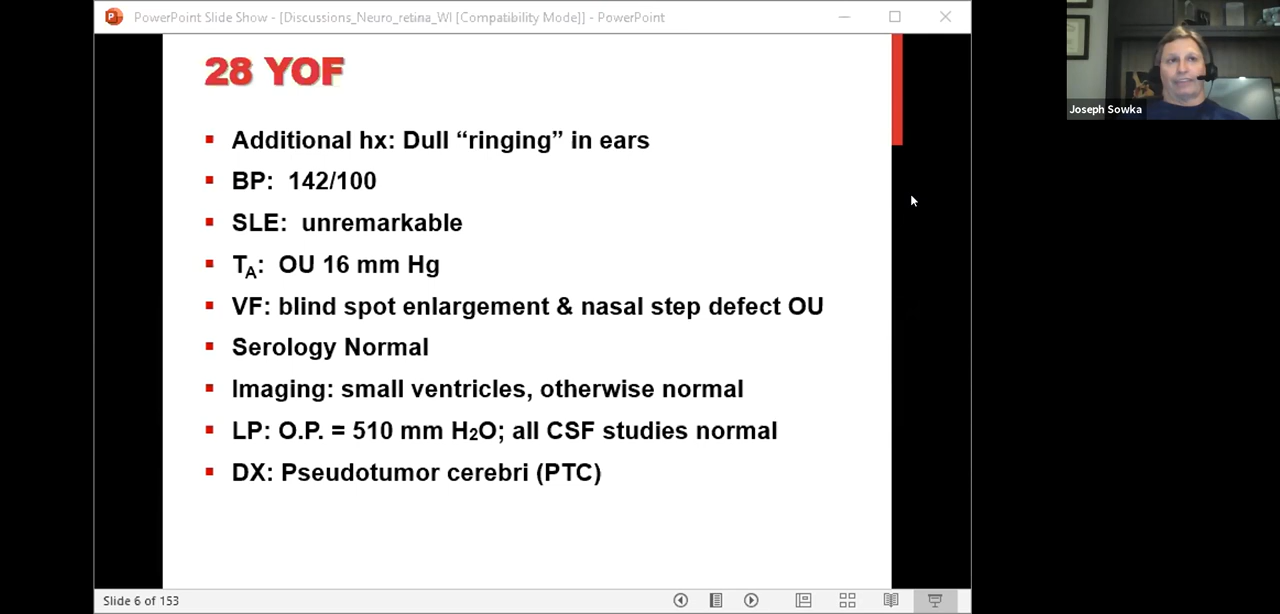 PowerPoint Slide Show - [Discussions_Neuro_retina_WI [Compatibility Mode]] - PowerPoint
28 YOF
Additional hx: Dull “ringing” in ears
BP: 142/100
SLE: unremarkable
TA: OU 16 mm Hg
VF: blind spot enlargement & nasal step defect OU
Serology Normal
Imaging: small ventricles, otherwise normal
LP: O.P. = 510 mm H2O; all CSF studies normal
DX: Pseudotumor cerebri (PTC)
Slide 6 of 153
Joseph Sowka